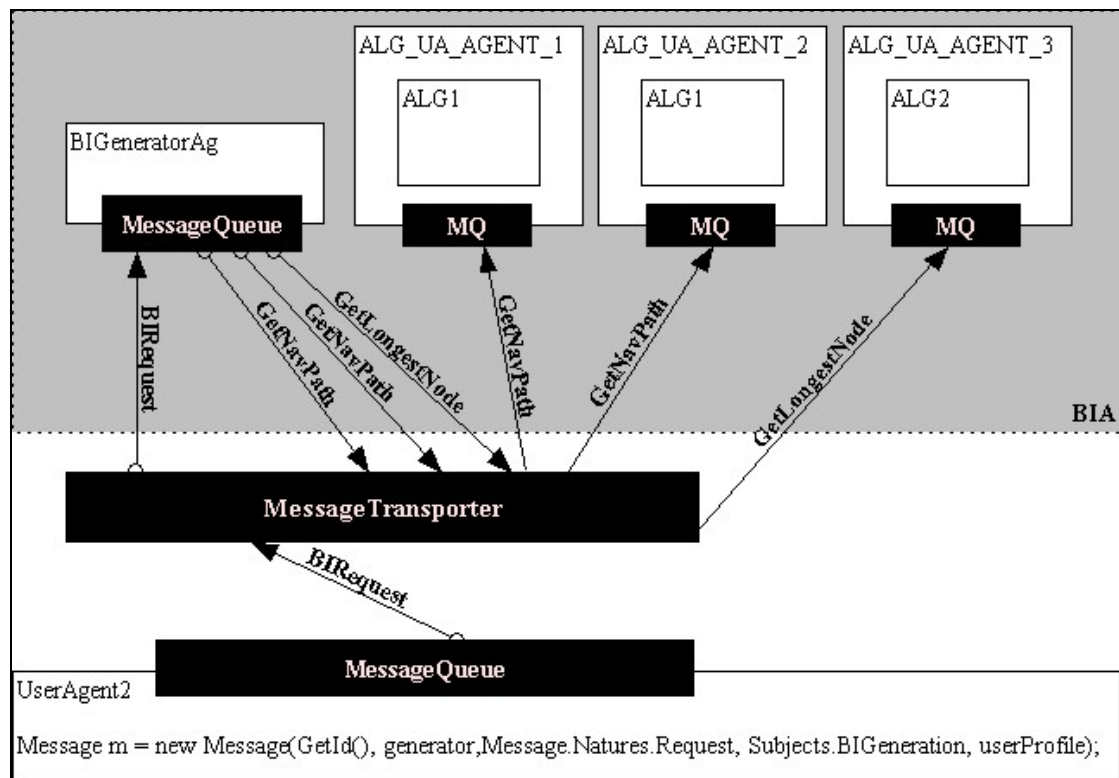 ALG_UA_AGENT_1
ALG_UA_AGENT_2
ALG_UA_AGENT_3
ALG1
ALG1
ALG2
BIGeneratorAg
MessageQueue
MQ
MQ
MQ
BIRequest
GetNavPath
GetNavPath
GetLongestNode
GetNavPath
GetNavPath
GetLongestNode
BIA
MessageTransporter
BIRequest
MessageQueue
UserAgent2
Message m = new Message(GetId(), generator,Message.Natures.Request, Subjects.BIGeneration, userProfile);